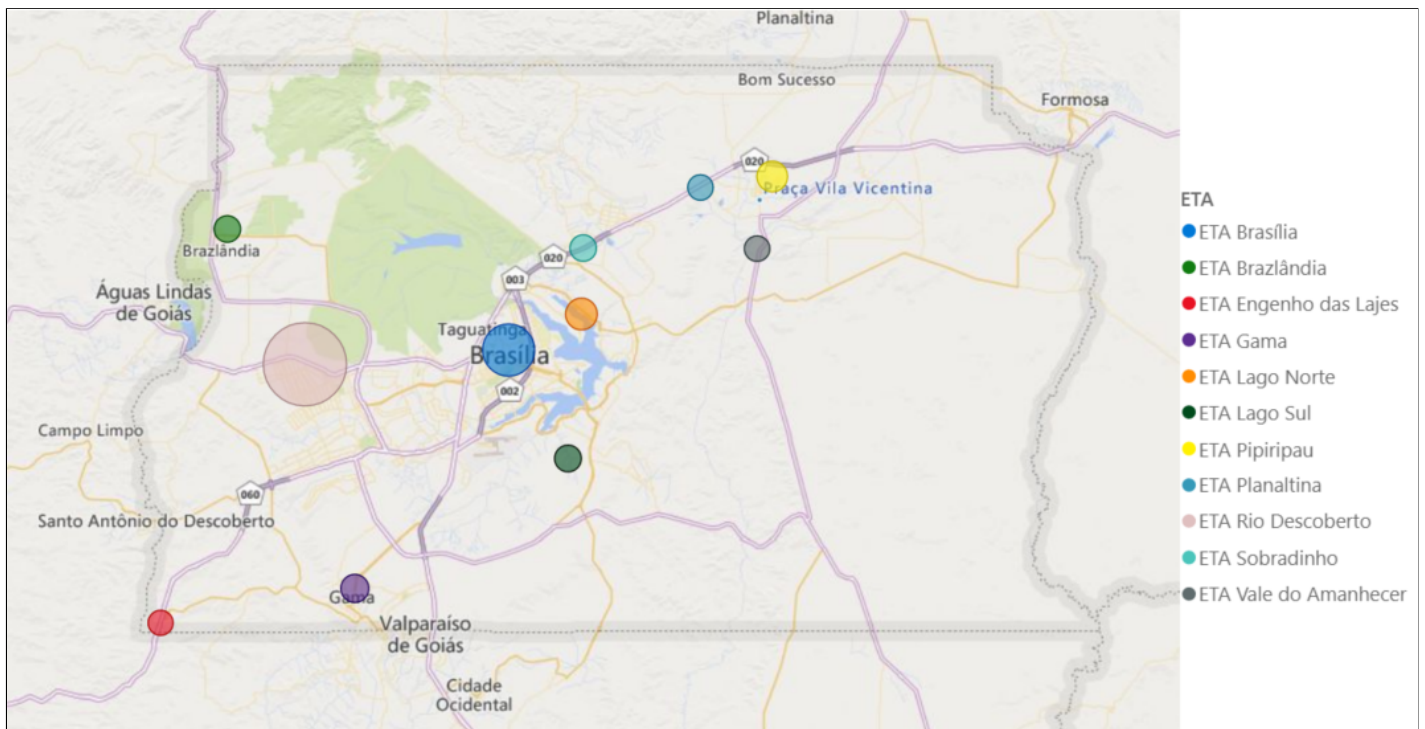 Planaltina
Bom Sucesso
Formosa
020
Praça Vila Vicentina
Brazlândia
020
003
Águas Lindas
de Goiás
Taguatinga
Brasília
002
Campo Limpo
060
Santo Antônio do Descoberto
Gama
Valparaíso
de Goiás
Cidade
Ocidental
ETA
ETA Brasília
ETA Brazlândia
ETA Engenho das Lajes
ETA Gama
ETA Lago Norte
ETA Lago Sul
ETA Pipiripau
ETA Planaltina
ETA Rio Descoberto
ETA Sobradinho
ETA Vale do Amanhecer